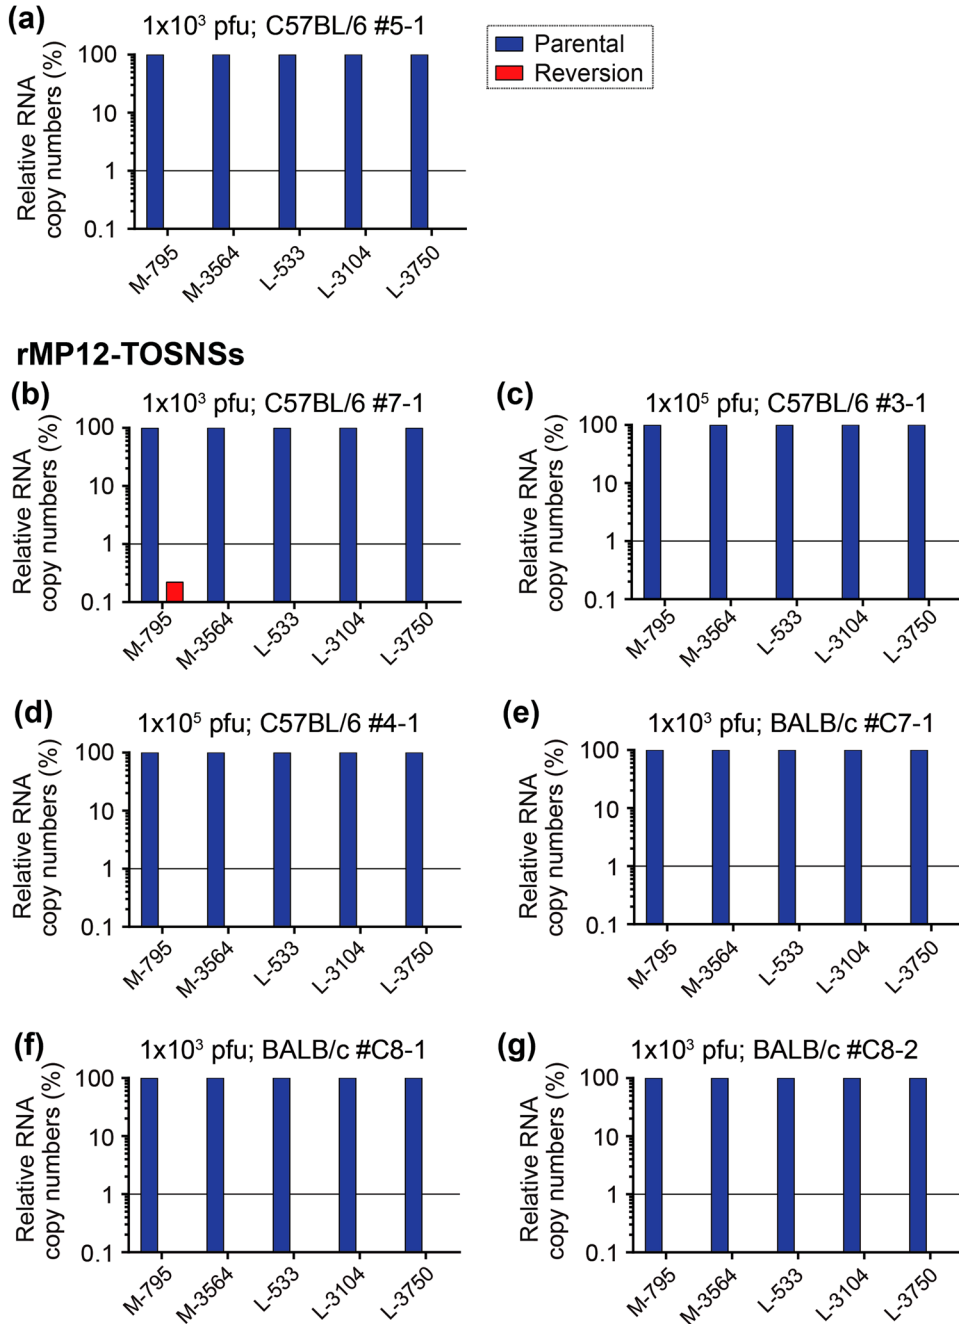 (a)
1x10³ pfu; C57BL/6 #5-1
Parental
Reversion
Relative RNA
copy numbers (%)
100
10
1
0.1
M-795
M-3564
L-533
L-3104
L-3750
rMP12-TOSNSs
(b)
1x10³ pfu; C57BL/6 #7-1
Relative RNA
copy numbers (%)
100
10
1
0.1
M-795
M-3564
L-533
L-3104
L-3750
(c)
1x10⁵ pfu; C57BL/6 #3-1
Relative RNA
copy numbers (%)
100
10
1
0.1
M-795
M-3564
L-533
L-3104
L-3750
(d)
1x10⁵ pfu; C57BL/6 #4-1
Relative RNA
copy numbers (%)
100
10
1
0.1
M-795
M-3564
L-533
L-3104
L-3750
(e)
1x10³ pfu; BALB/c #C7-1
Relative RNA
copy numbers (%)
100
10
1
0.1
M-795
M-3564
L-533
L-3104
L-3750
(f)
1x10³ pfu; BALB/c #C8-1
Relative RNA
copy numbers (%)
100
10
1
0.1
M-795
M-3564
L-533
L-3104
L-3750
(g)
1x10³ pfu; BALB/c #C8-2
Relative RNA
copy numbers (%)
100
10
1
0.1
M-795
M-3564
L-533
L-3104
L-3750